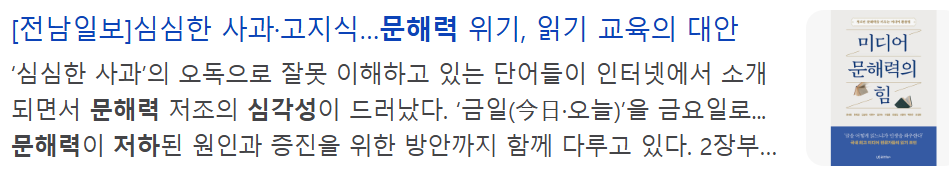 [전남일보]심심한 사과·고지식...문해력 위기, 읽기 교육의 대안
'심심한 사과'의 오독으로 잘못 이해하고 있는 단어들이 인터넷에서 소개
되면서 문해력 저조의 심각성이 드러났다. '금일(今日·오늘)'을 금요일로...
문해력이 저하된 원인과 증진을 위한 방안까지 함께 다루고 있다. 2장부...
미디어
문해력의
힘